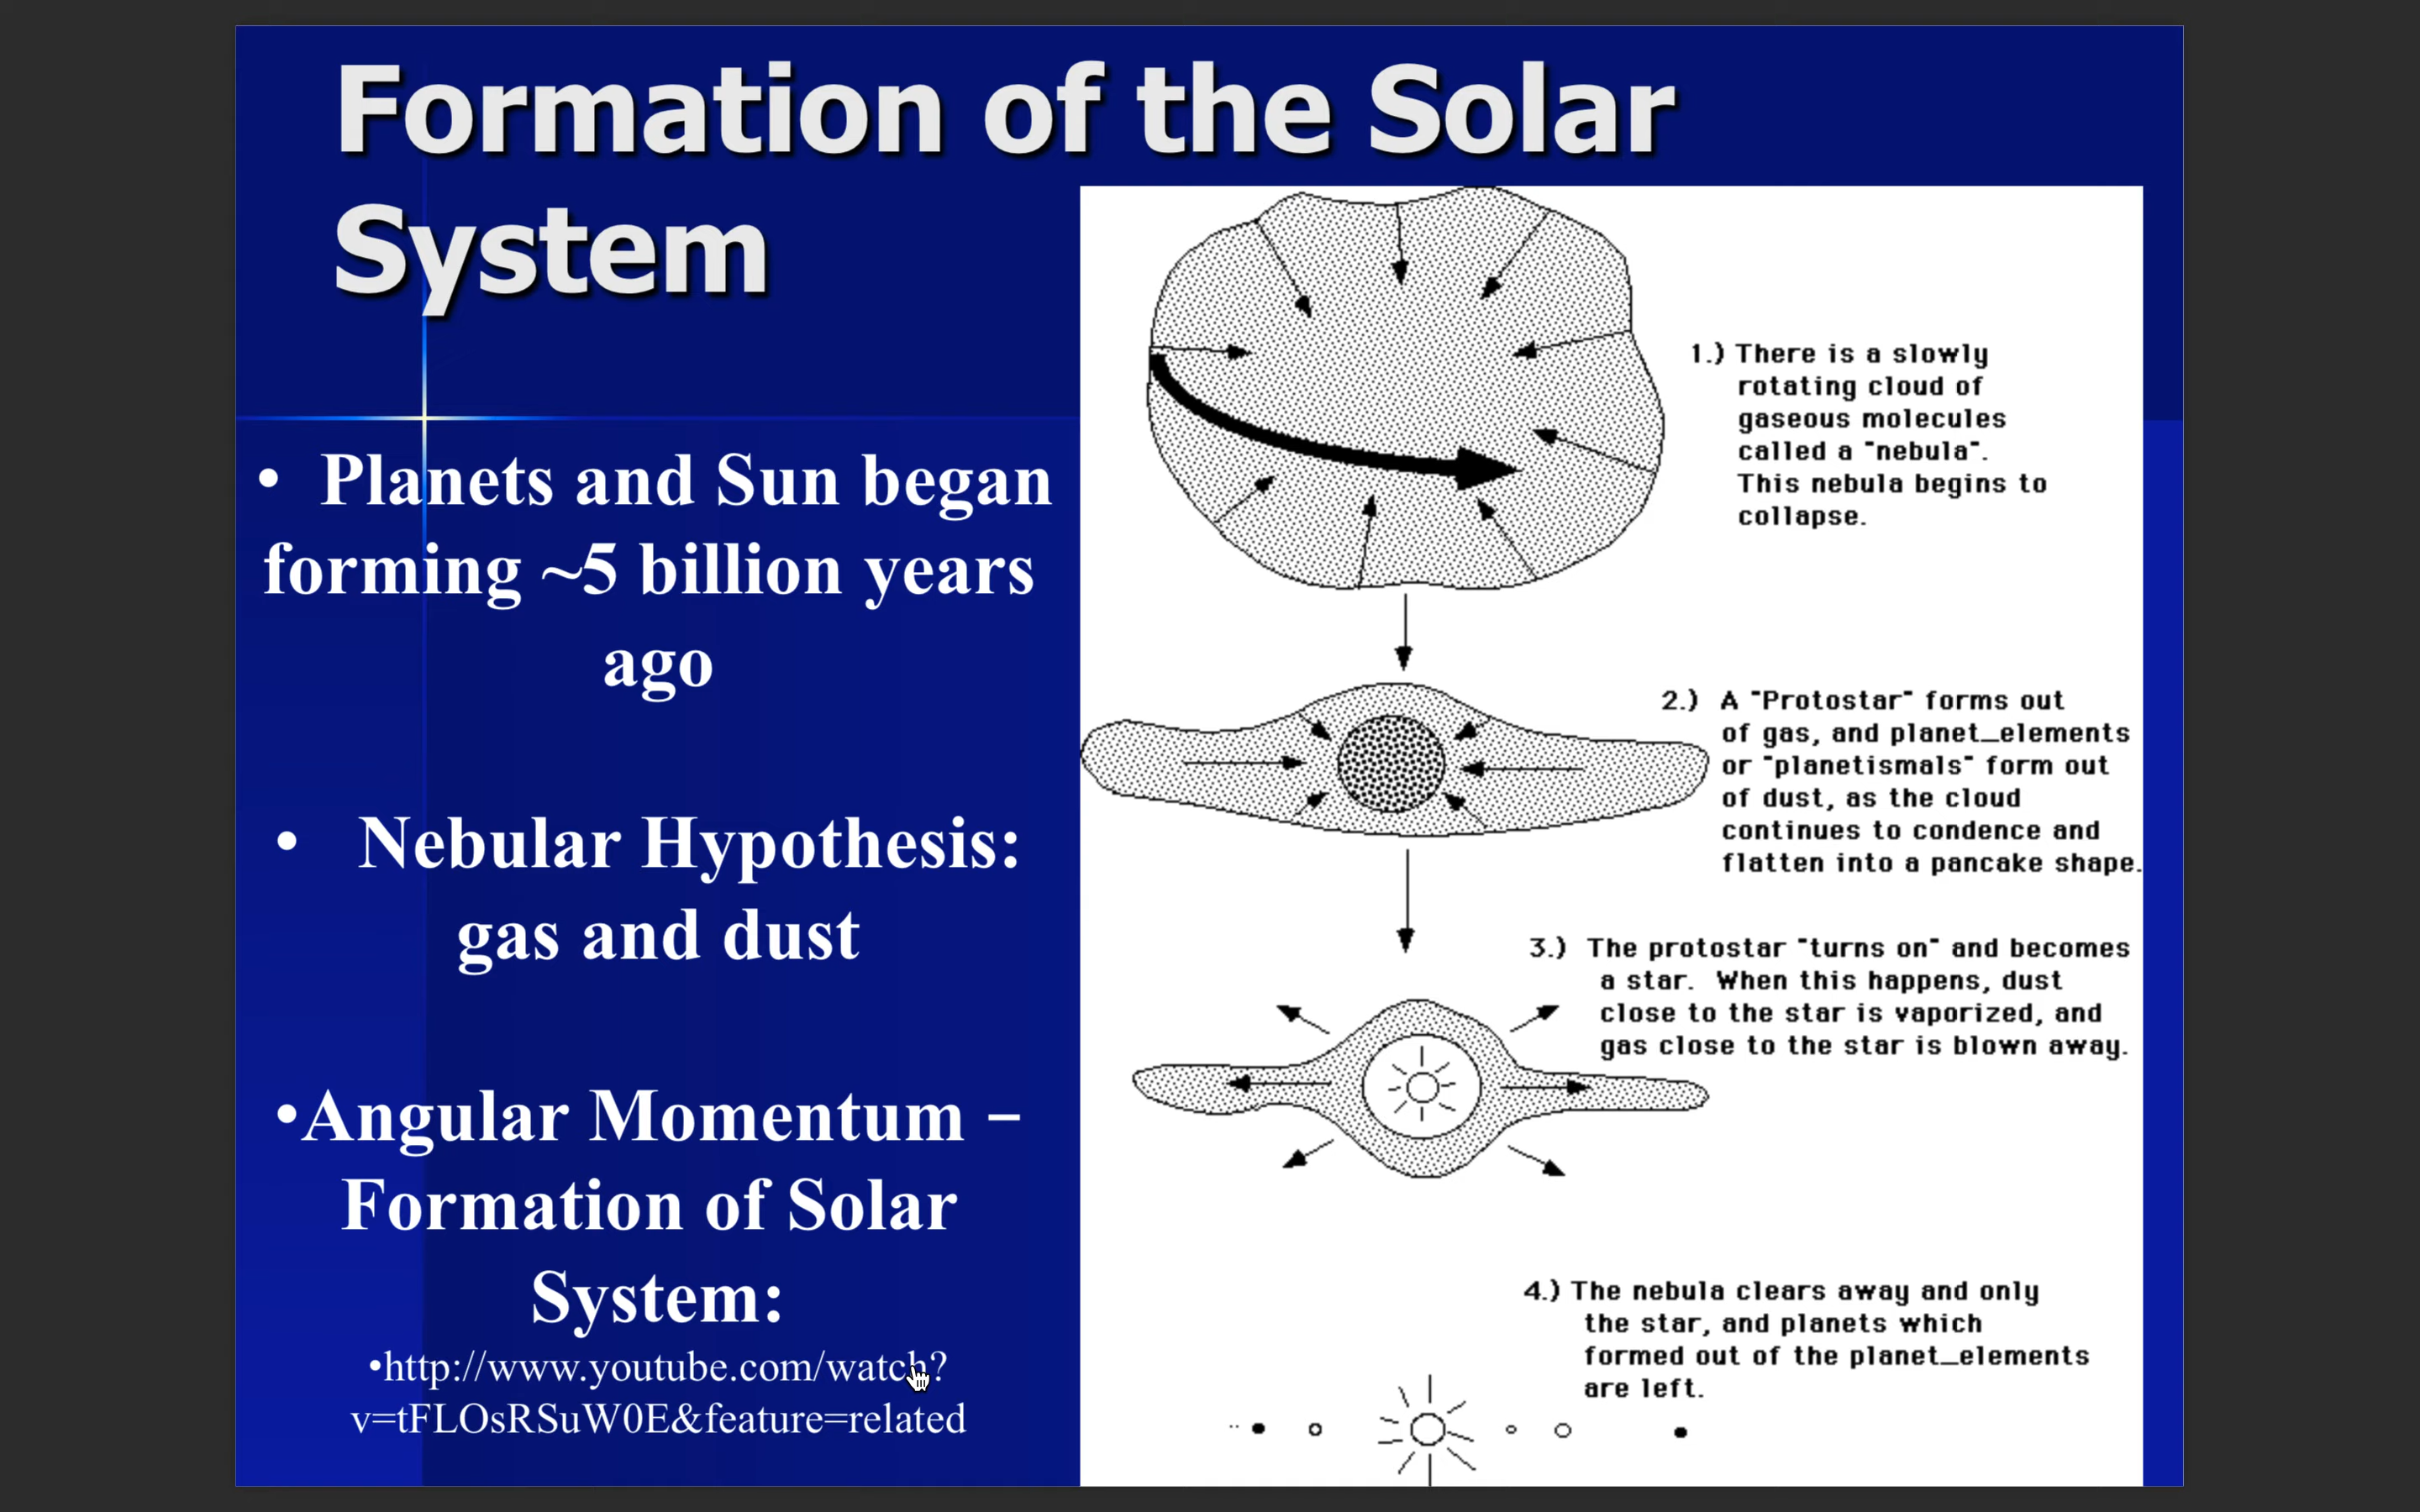 Formation of the Solar
System
• Planets and Sun began
forming ~5 billion years
ago
• Nebular Hypothesis:
gas and dust
•Angular Momentum –
Formation of Solar
System:
•http://www.youtube.com/watch?
v=tFLOsRSuW0E&feature=related
1.) There is a slowly
rotating cloud of
gaseous molecules
called a "nebula".
This nebula begins to
collapse.
2.) A "Protostar" forms out
of gas, and planet_elements
or "planetismals" form out
of dust, as the cloud
continues to condence and
flatten into a pancake shape.
3.) The protostar "turns on" and becomes
a star. When this happens, dust
close to the star is vaporized, and
gas close to the star is blown away.
4.) The nebula clears away and only
the star, and planets which
formed out of the planet_elements
are left.